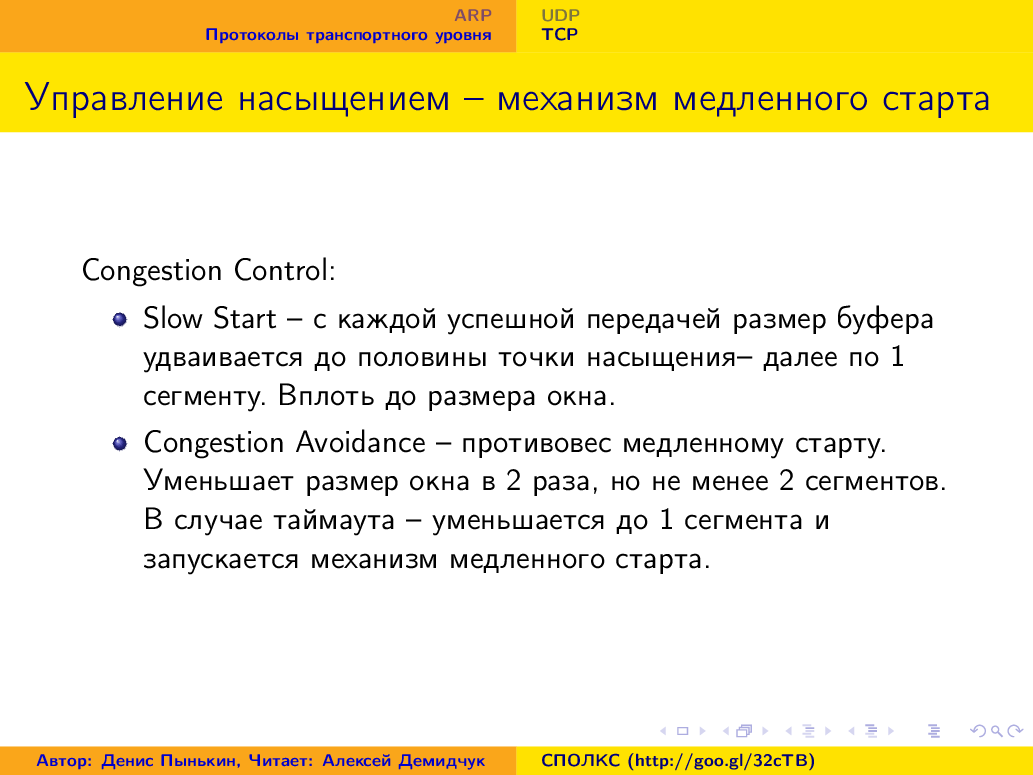 ARP
Протоколы транспортного уровня
UDP
TCP
Управление насыщением – механизм медленного старта
Congestion Control:
Slow Start – с каждой успешной передачей размер буфера
удваивается до половины точки насыщения– далее по 1
сегменту. Вплоть до размера окна.
Congestion Avoidance – противовес медленному старту.
Уменьшает размер окна в 2 раза, но не менее 2 сегментов.
В случае таймаута – уменьшается до 1 сегмента и
запускается механизм медленного старта.
Автор: Денис Пынькин, Читает: Алексей Демидчук
СПОЛКС (http://goo.gl/32cTB)